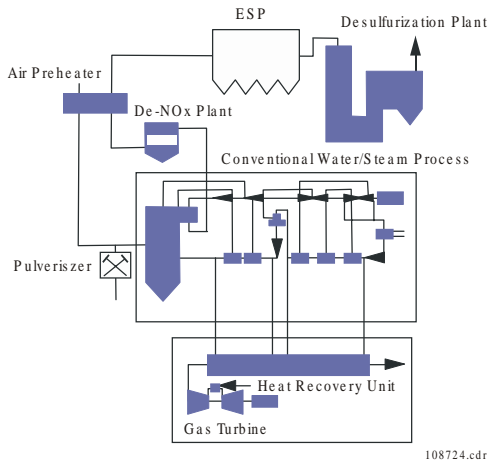 ESP
Desulfurization Plant
Air Preheater
De-NOx Plant
Conventional Water/Steam Process
Pulveriszer
Heat Recovery Unit
Gas Turbine
108724.cdr